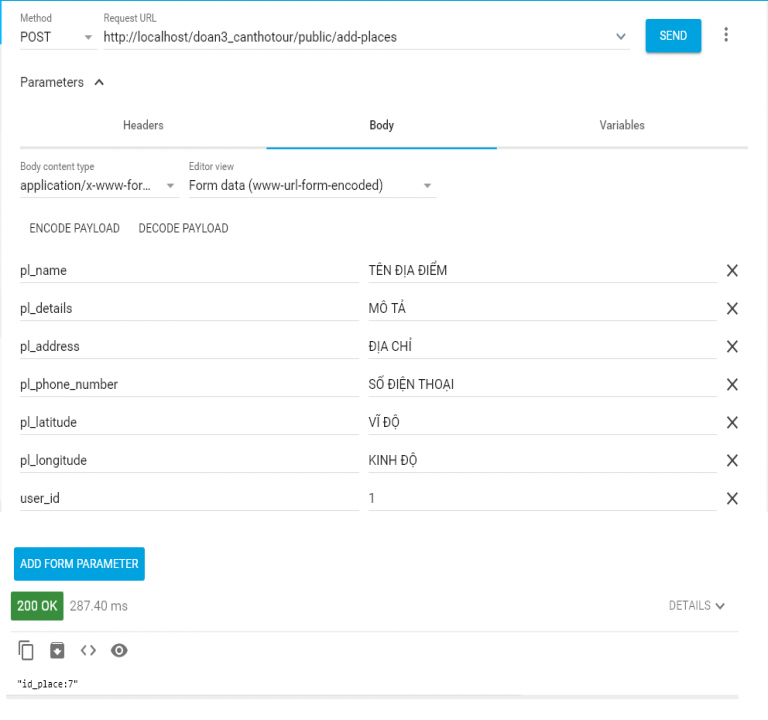 Method Request URL
POST http://localhost/doan3_canthotour/public/add-places SEND
Parameters
Headers Body Variables
Body content type Editor view
application/x-www-for... Form data (www-url-form-encoded)
ENCODE PAYLOAD DECODE PAYLOAD
pl_name TÊN ĐỊA ĐIỂM
pl_details MÔ TẢ
pl_address ĐỊA CHỈ
pl_phone_number SỐ ĐIỆN THOẠI
pl_latitude VĨ ĐỘ
pl_longitude KINH ĐỘ
user_id 1
ADD FORM PARAMETER
200 OK 287.40 ms DETAILS
"id_place:7"